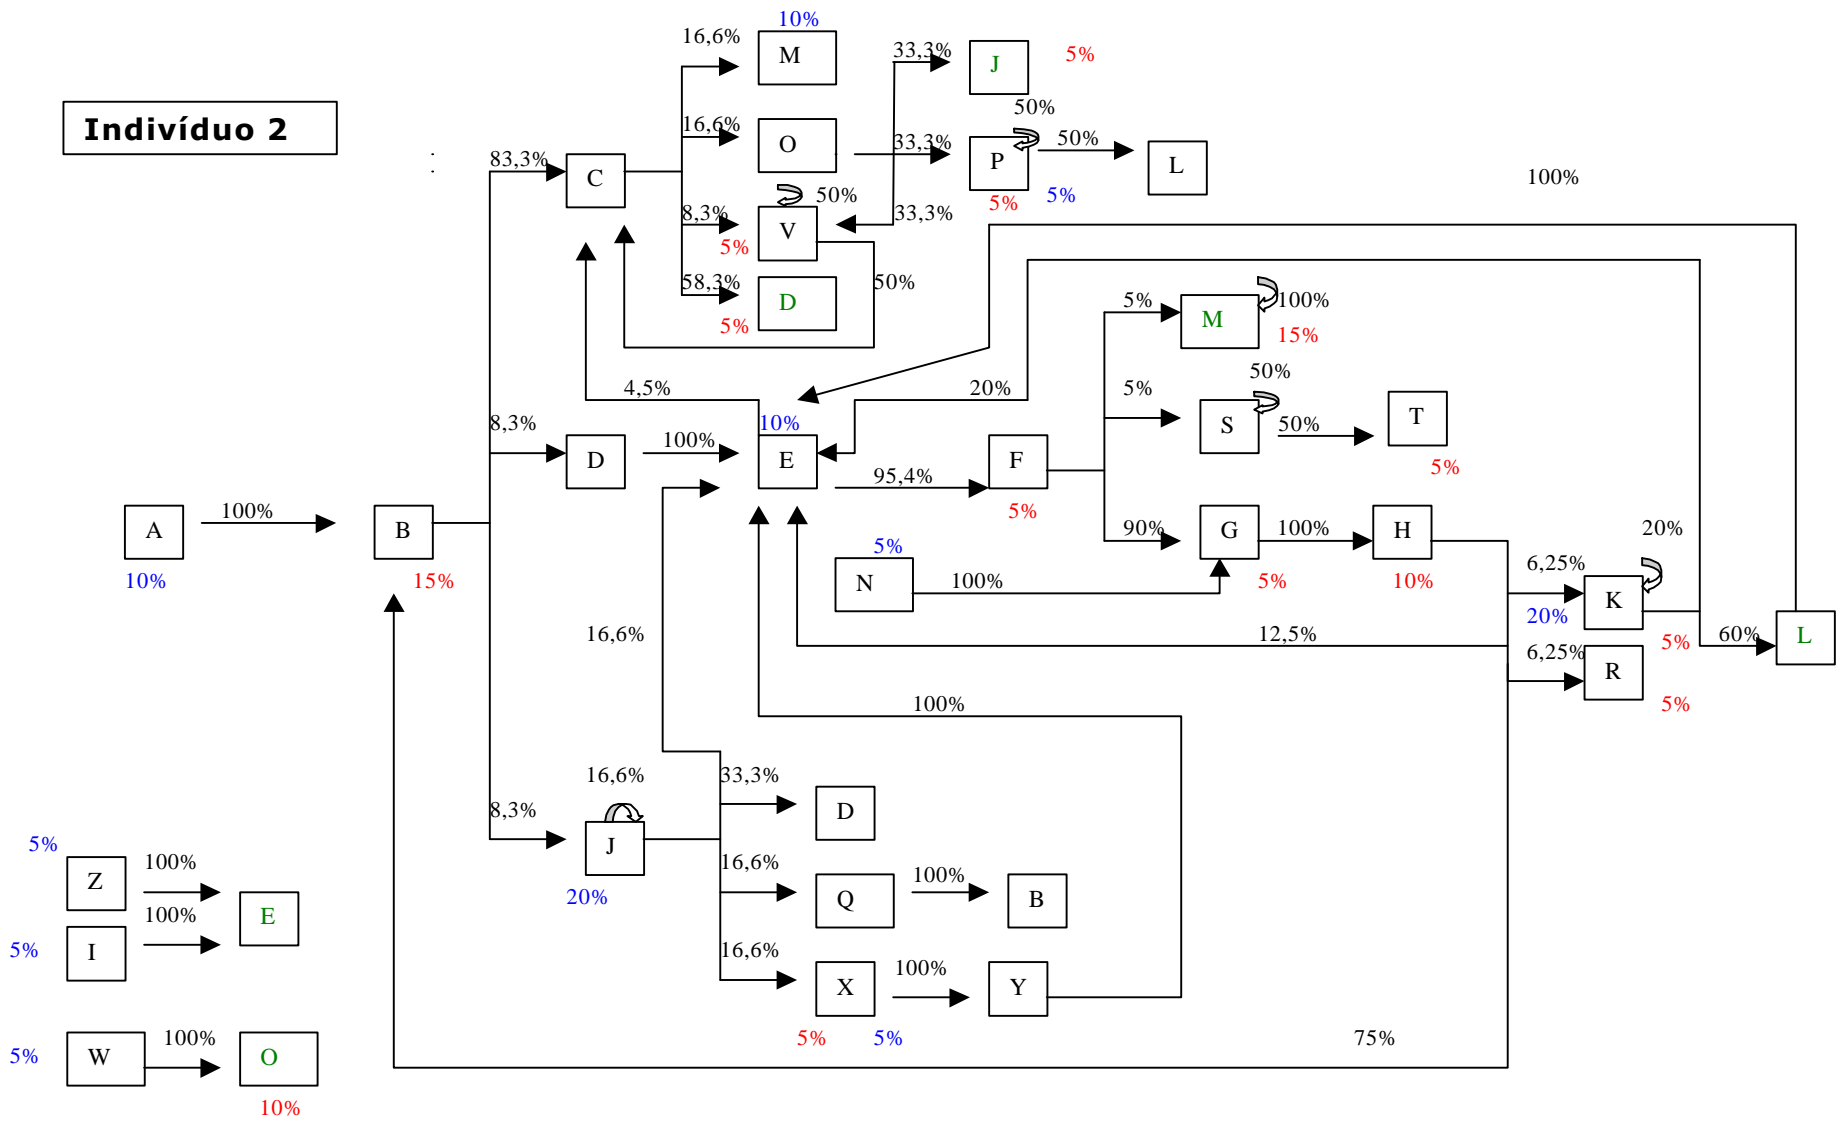 10%
16,6%
M
33,3%
J
5%
50%
Indivíduo 2
16,6%
O
33,3%
P
50%
L
:
83,3%
C
5%
5%
100%
50%
8,3%
V
33,3%
5%
58,3%
D
50%
5%
5%
M
100%
15%
4,5%
20%
5%
50%
S
50%
T
5%
8,3%
D
100%
10%
E
95,4%
F
5%
A
100%
B
10%
15%
90%
G
100%
H
20%
5%
N
100%
5%
10%
6,25%
K
20%
5%
16,6%
12,5%
60%
L
6,25%
R
5%
100%
16,6%
33,3%
D
8,3%
J
20%
16,6%
Q
100%
B
5%
Z
100%
100%
E
5%
I
16,6%
X
100%
Y
5%
5%
75%
5%
W
100%
O
10%